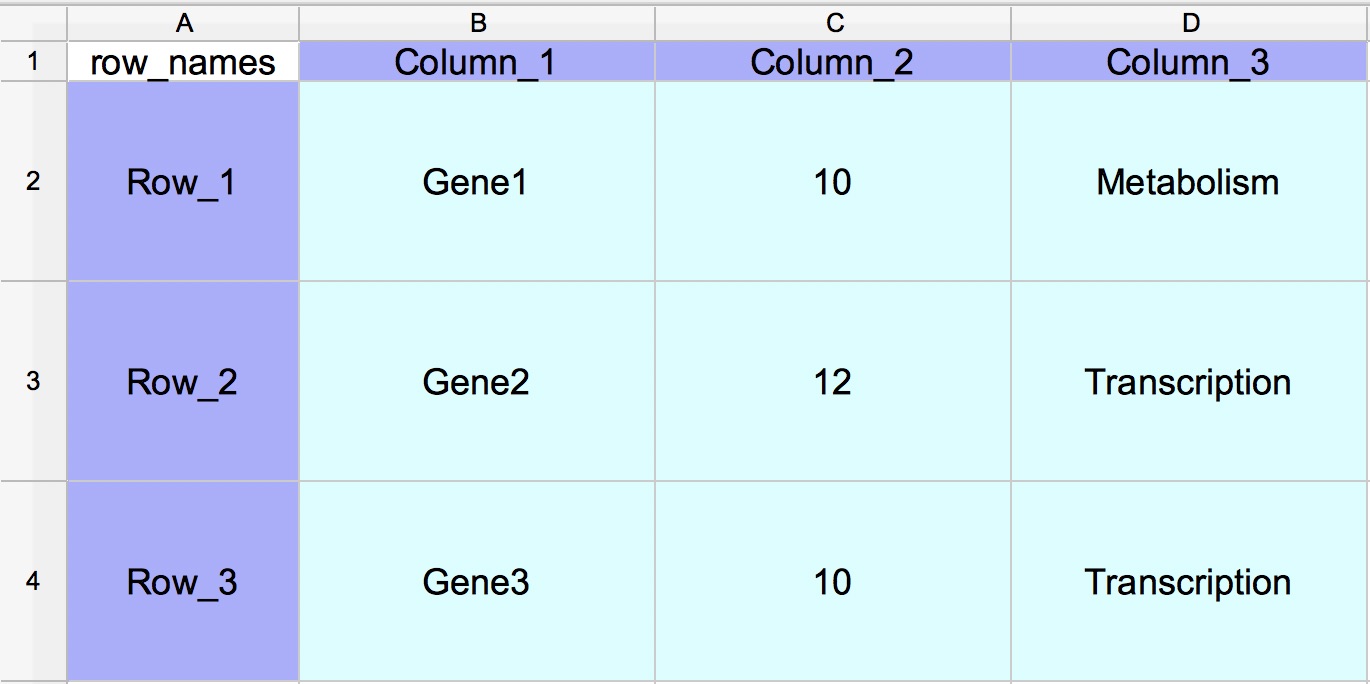 A B C D
1 row_names Column_1 Column_2 Column_3
2 Row_1 Gene1 10 Metabolism
3 Row_2 Gene2 12 Transcription
4 Row_3 Gene3 10 Transcription